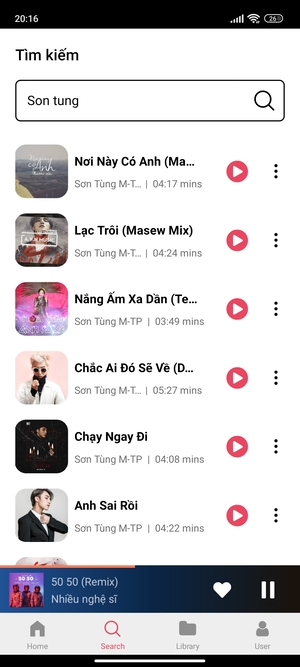 20:16
26
Tìm kiếm
Son tung
Nơi Này Có Anh (Ma...
Sơn Tùng M-T... | 04:17 mins
Lạc Trôi (Masew Mix)
Sơn Tùng M-T... | 04:24 mins
Nắng Ấm Xa Dần (Te...
Sơn Tùng M-TP | 03:49 mins
Chắc Ai Đó Sẽ Về (D...
Sơn Tùng M-T... | 05:27 mins
Chạy Ngay Đi
Sơn Tùng M-TP | 04:08 mins
Anh Sai Rồi
Sơn Tùng M-TP | 04:22 mins
50 50
50 50 (Remix)
Nhiều nghệ sĩ
Home
Search
Library
User